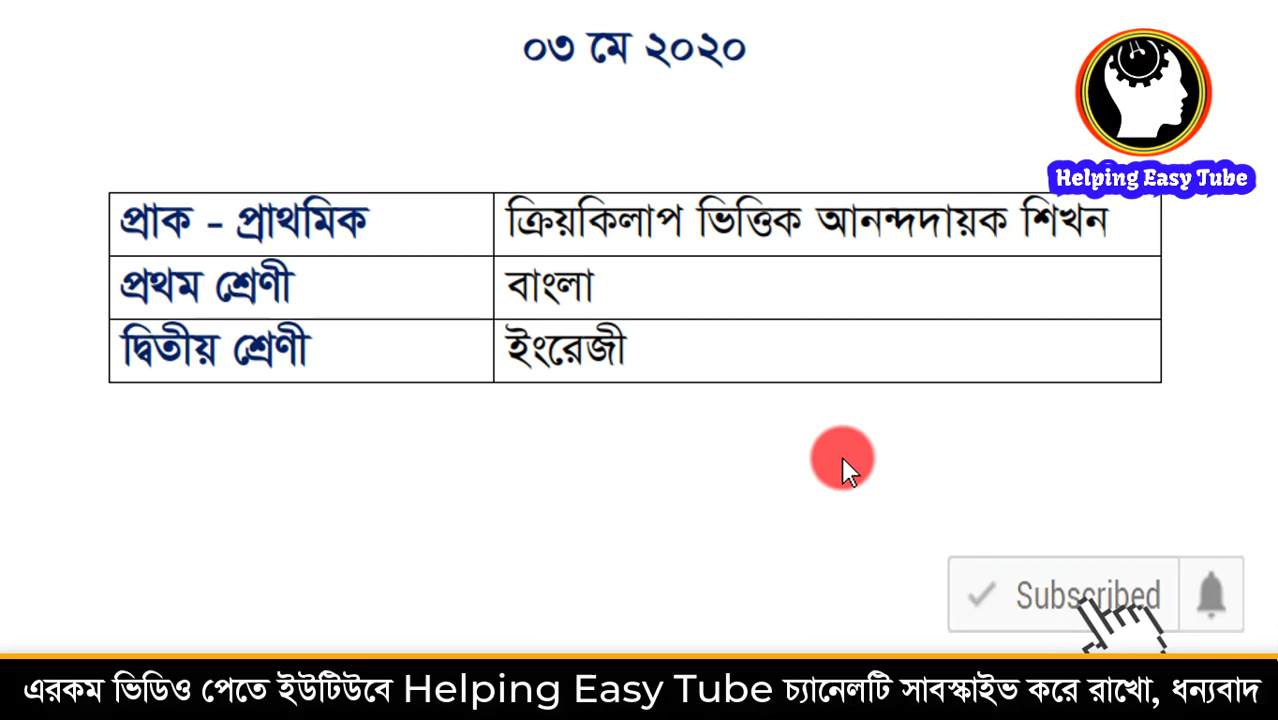 ০৩ মে ২০২০
Helping Easy Tube
প্রাক - প্রাথমিক ক্রিয়কিলাপ ভিত্তিক আনন্দদায়ক শিখন
প্রথম শ্রেণী বাংলা
দ্বিতীয় শ্রেণী ইংরেজী
Subscribed
এরকম ভিডিও পেতে ইউটিউবে Helping Easy Tube চ্যানেলটি সাবস্কাইভ করে রাখো, ধন্যবাদ